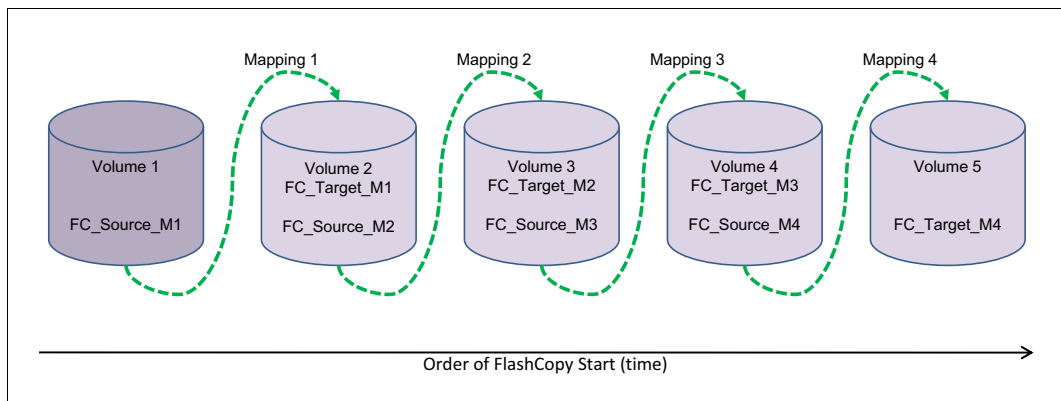 Mapping 1
Mapping 2
Mapping 3
Mapping 4
Volume 1
FC_Source_M1
Volume 2
FC_Target_M1
FC_Source_M2
Volume 3
FC_Target_M2
FC_Source_M3
Volume 4
FC_Target_M3
FC_Source_M4
Volume 5
FC_Target_M4
Order of FlashCopy Start (time)